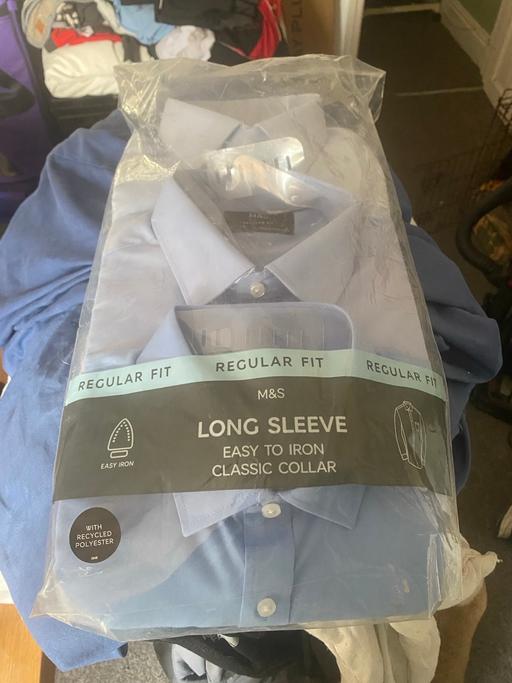 M&S
REGULAR FIT
REGULAR FIT
REGULAR FIT
M&S
LONG SLEEVE
EASY TO IRON
CLASSIC COLLAR
EASY IRON
WITH
RECYCLED
POLYESTER